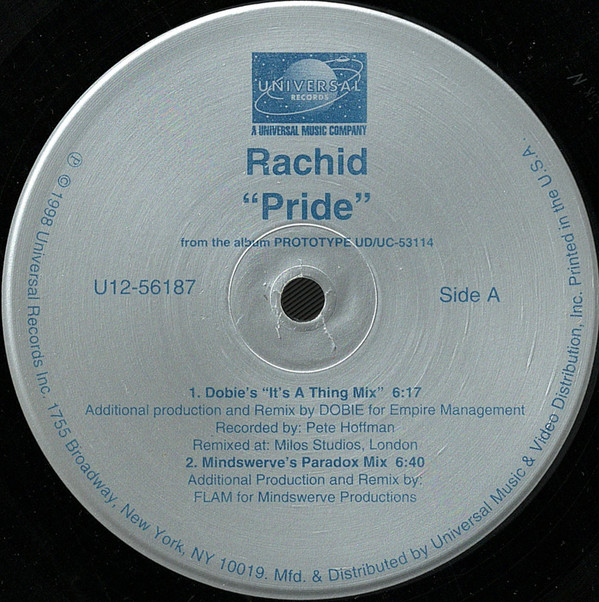 UNIVERSAL
RECORDS
A UNIVERSAL MUSIC COMPANY
Rachid
“Pride”
from the album PROTOTYPE UD/UC-53114
U12-56187
Side A
1. Dobie's “It's A Thing Mix” 6:17
Additional production and Remix by DOBIE for Empire Management
Recorded by: Pete Hoffman
Remixed at: Milos Studios, London
2. Mindswerve's Paradox Mix 6:40
Additional Production and Remix by:
FLAM for Mindswerve Productions
℗ © 1998 Universal Records Inc. 1755 Broadway, New York, NY 10019. Mfd. & Distributed by Universal Music & Video Distribution, Inc. Printed in the U.S.A.